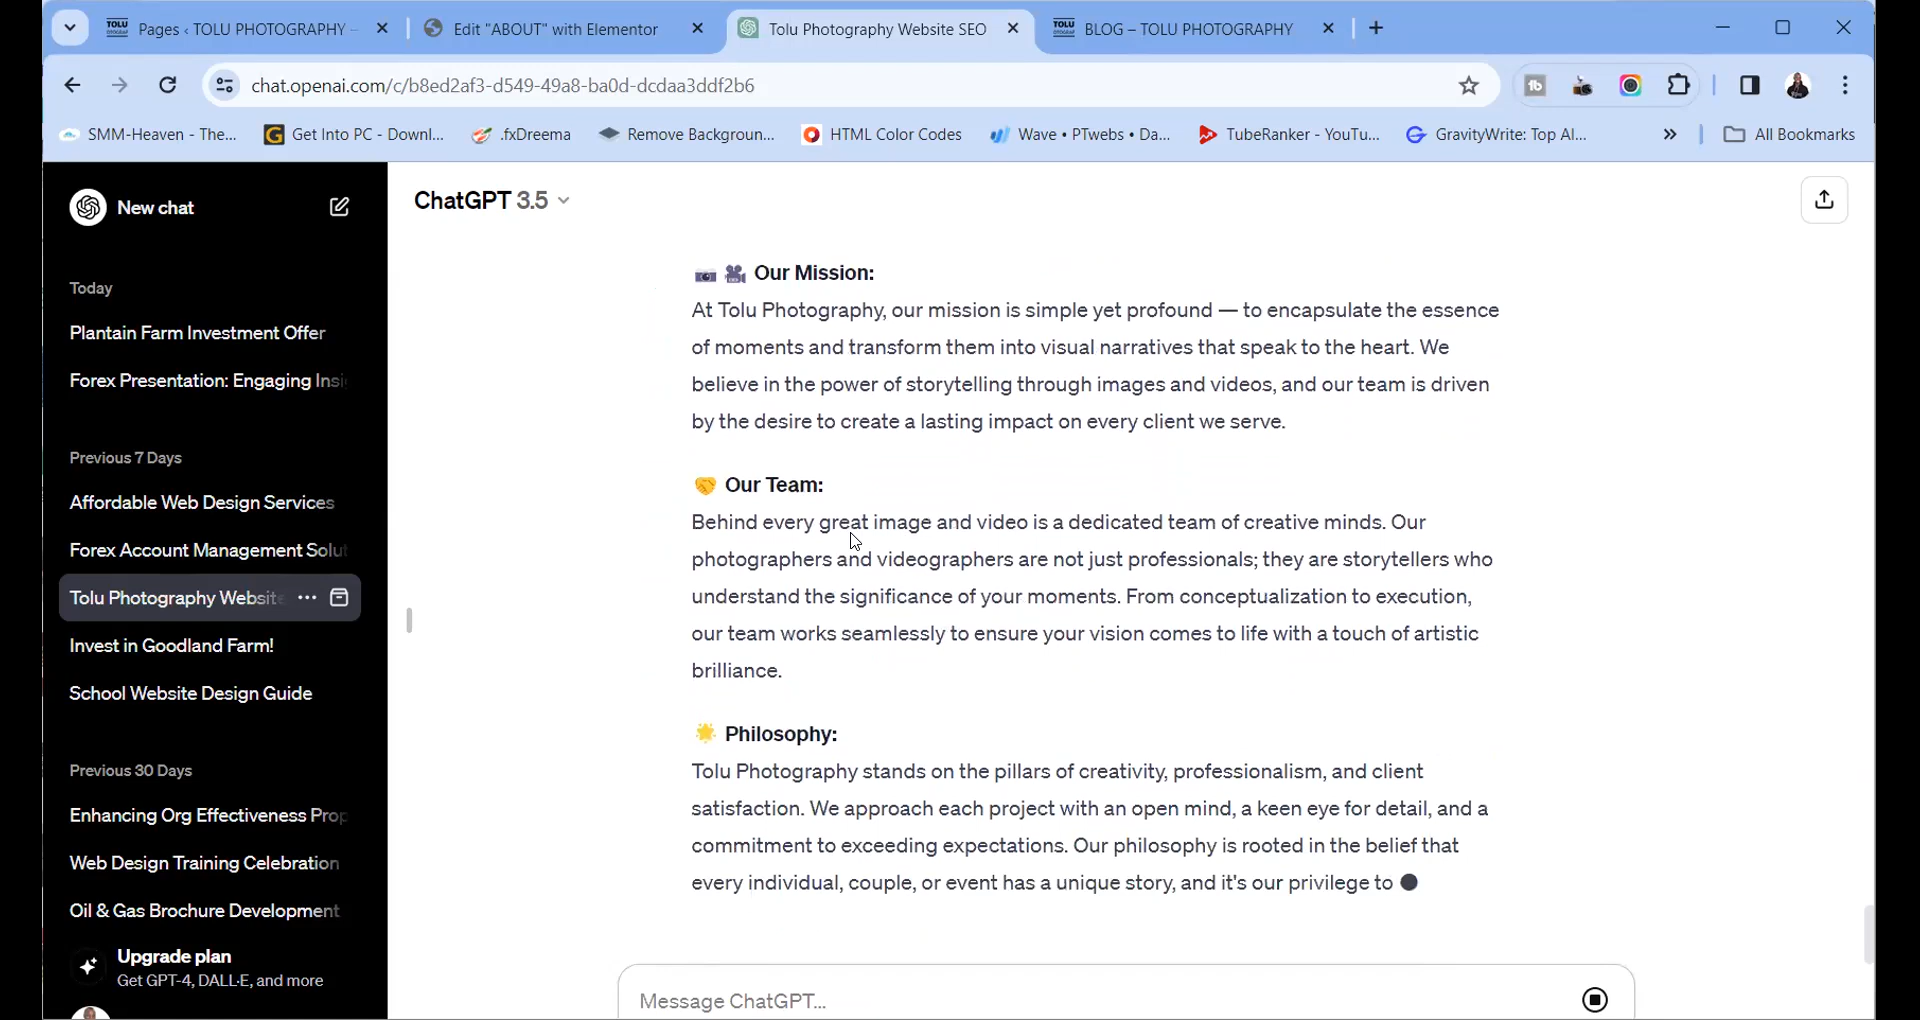 TOLU
Pages ‹ TOLU PHOTOGRAPHY –
Edit "ABOUT" with Elementor
Tolu Photography Website SEO
TOLU
BLOG – TOLU PHOTOGRAPHY
chat.openai.com/c/b8ed2af3-d549-49a8-ba0d-dcdaa3ddf2b6
SMM-Heaven - The...
Get Into PC - Downl...
.fxDreema
Remove Backgroun...
HTML Color Codes
Wave • PTwebs • Da...
TubeRanker - YouTu...
GravityWrite: Top AI...
All Bookmarks
New chat
ChatGPT 3.5
Today
Plantain Farm Investment Offer
Forex Presentation: Engaging Insi
Previous 7 Days
Affordable Web Design Services
Forex Account Management Solut
Tolu Photography Website
Invest in Goodland Farm!
School Website Design Guide
Previous 30 Days
Enhancing Org Effectiveness Prop
Web Design Training Celebration
Oil & Gas Brochure Development
Upgrade plan
Get GPT-4, DALL·E, and more
📷 🎥 Our Mission:
At Tolu Photography, our mission is simple yet profound — to encapsulate the essence
of moments and transform them into visual narratives that speak to the heart. We
believe in the power of storytelling through images and videos, and our team is driven
by the desire to create a lasting impact on every client we serve.
🤝 Our Team:
Behind every great image and video is a dedicated team of creative minds. Our
photographers and videographers are not just professionals; they are storytellers who
understand the significance of your moments. From conceptualization to execution,
our team works seamlessly to ensure your vision comes to life with a touch of artistic
brilliance.
🌟 Philosophy:
Tolu Photography stands on the pillars of creativity, professionalism, and client
satisfaction. We approach each project with an open mind, a keen eye for detail, and a
commitment to exceeding expectations. Our philosophy is rooted in the belief that
every individual, couple, or event has a unique story, and it's our privilege to
Message ChatGPT...